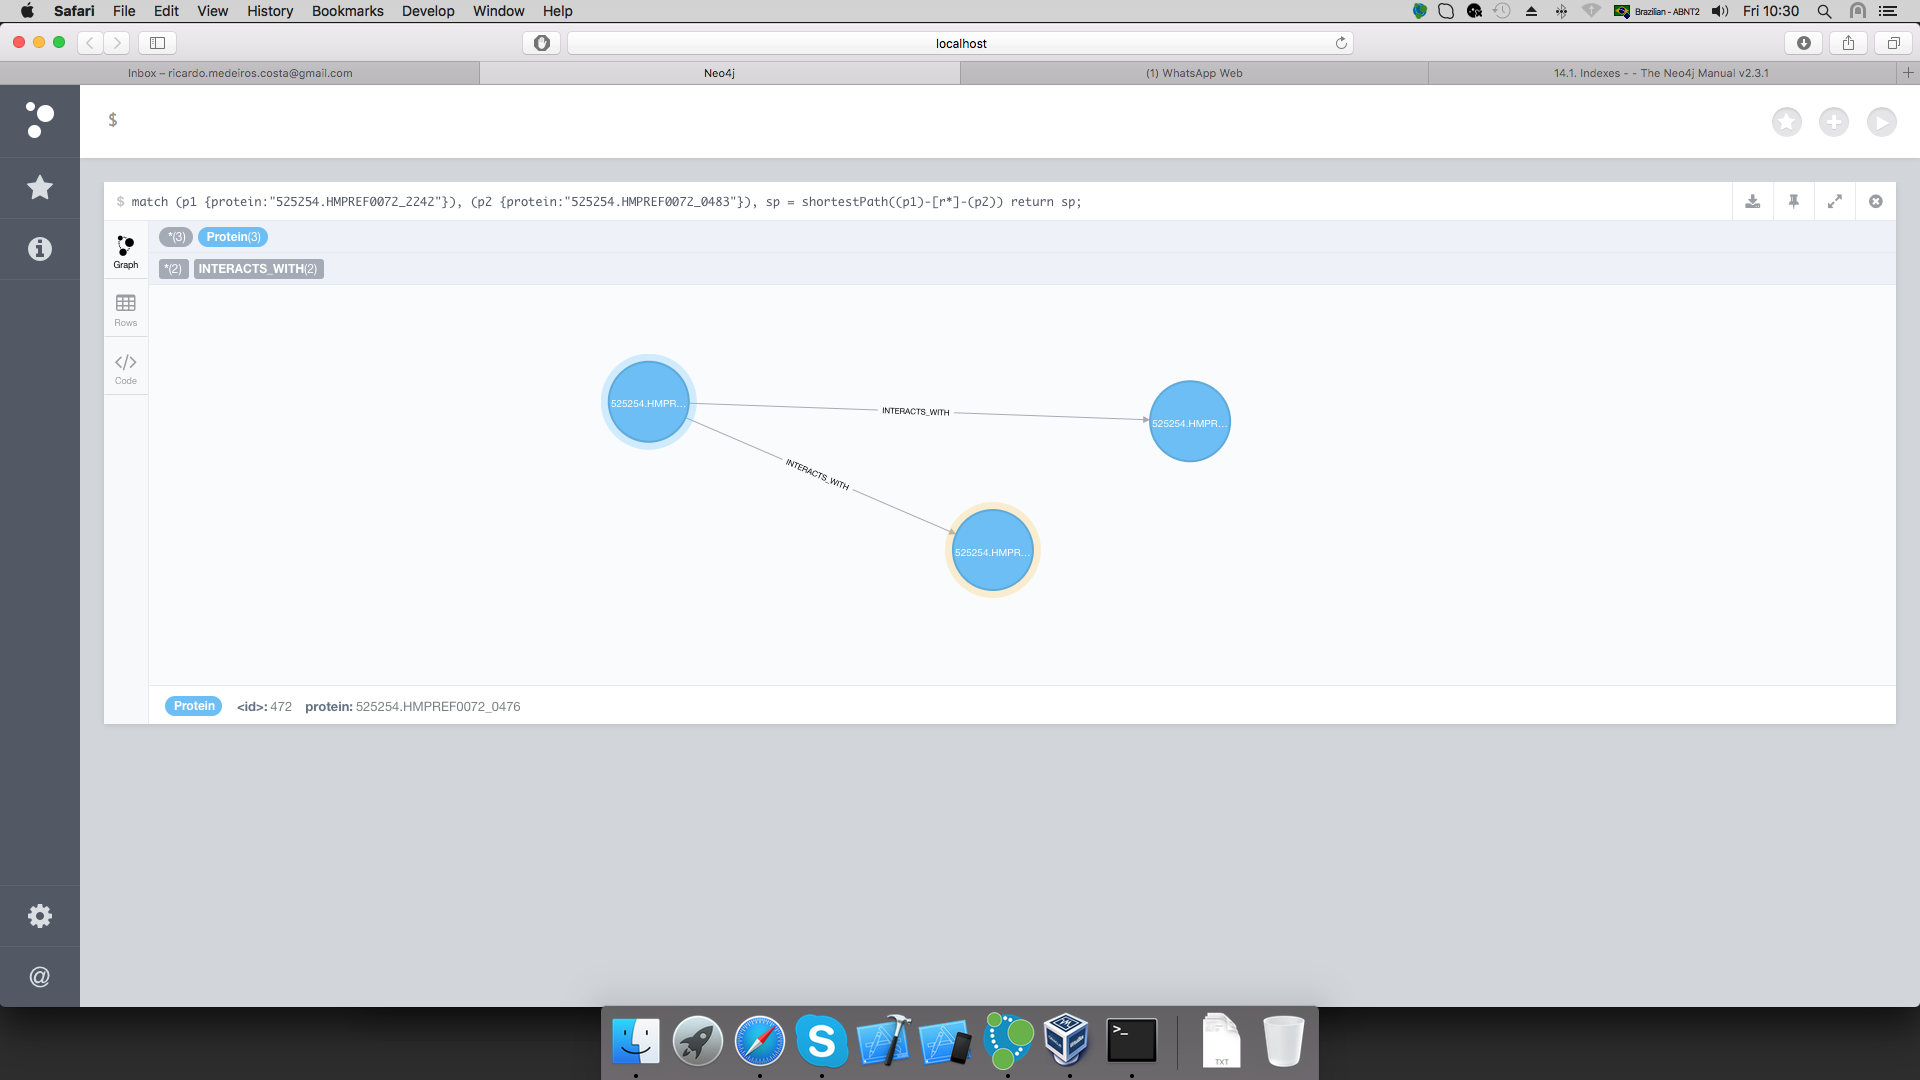 Safari File Edit View History Bookmarks Develop Window Help Brazilian - ABNT2 Fri 10:30
localhost
Inbox – ricardo.medeiros.costa@gmail.com Neo4j (1) WhatsApp Web 14.1. Indexes - - The Neo4j Manual v2.3.1
$
$ match (p1 {protein:"525254.HMPREF0072_2242"}), (p2 {protein:"525254.HMPREF0072_0483"}), sp = shortestPath((p1)-[r*]-(p2)) return sp;
*(3) Protein(3)
Graph
*(2) INTERACTS_WITH(2)
Rows
Code
525254.HMPR...
INTERACTS_WITH
525254.HMPR...
INTERACTS_WITH
525254.HMPR...
Protein <id>: 472 protein: 525254.HMPREF0072_0476
@
S
>_
TXT